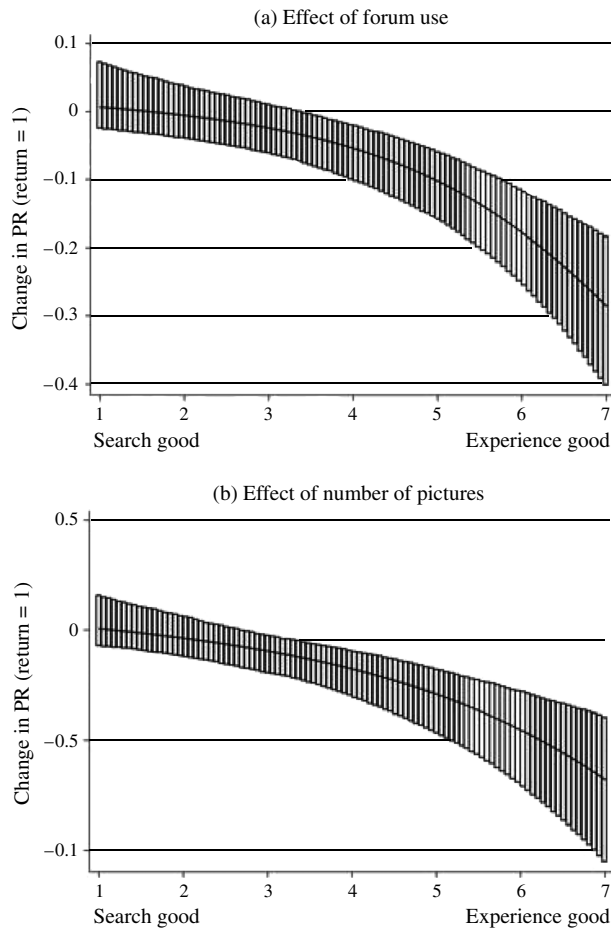 (a) Effect of forum use
0.1
0
−0.1
−0.2
−0.3
−0.4
Change in PR (return = 1)
1 2 3 4 5 6 7
Search good Experience good
(b) Effect of number of pictures
0.5
0
−0.5
−0.1
Change in PR (return = 1)
1 2 3 4 5 6 7
Search good Experience good